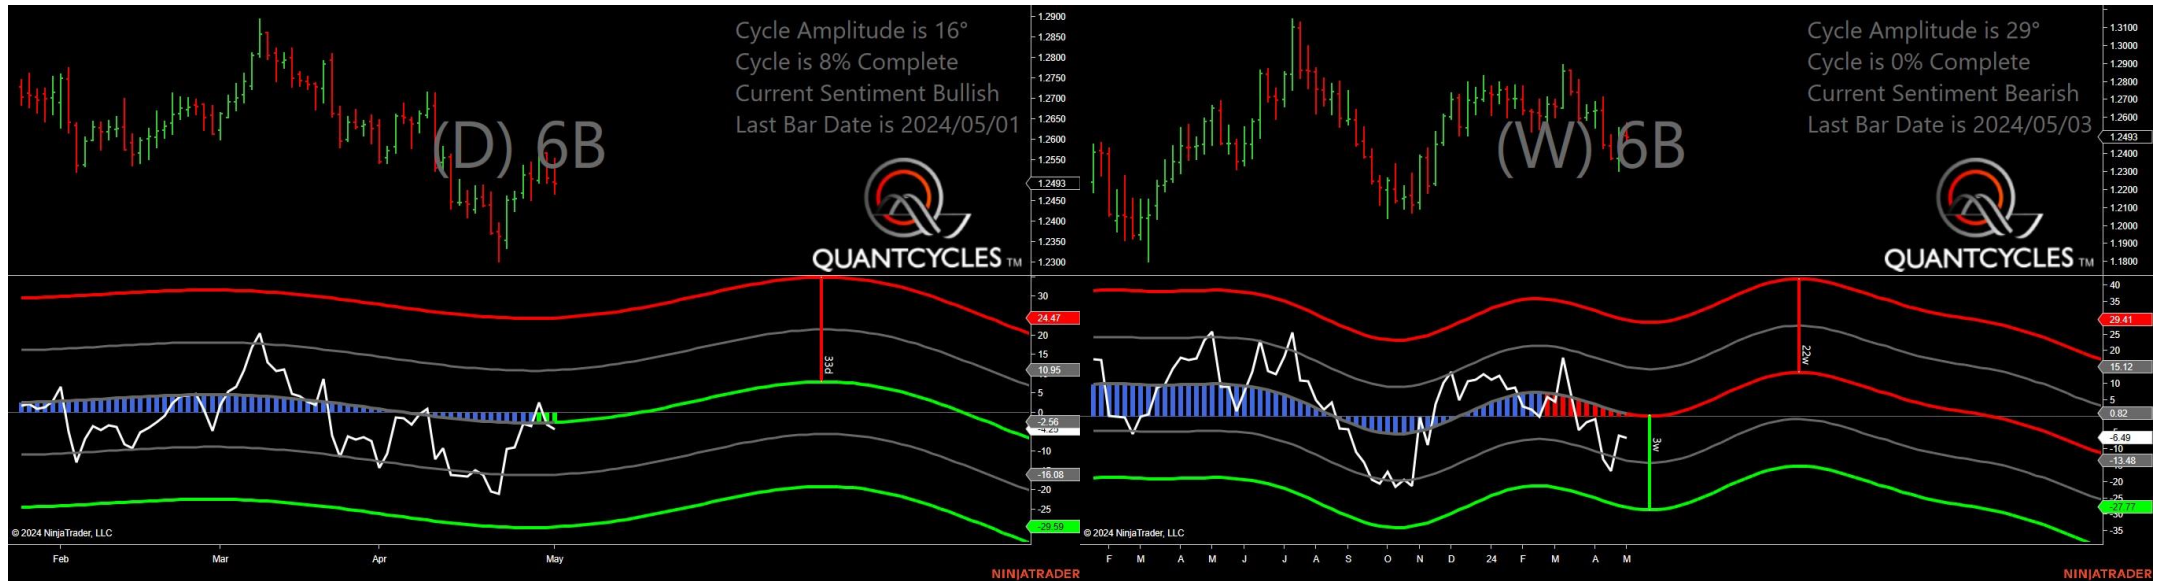 Cycle Amplitude is 16°
Cycle is 8% Complete
Current Sentiment Bullish
Last Bar Date is 2024/05/01
(D) 6B
QUANTCYCLES TM
1.2900
1.2850
1.2800
1.2750
1.2700
1.2650
1.2600
1.2550
1.2493
1.2450
1.2400
1.2350
1.2300
30
24.47
20
15
10.95
5
0
-2.56
-10
-16.08
-20
-25
-29.59
33d
© 2024 NinjaTrader, LLC
Feb Mar Apr May
NINJATRADER
Cycle Amplitude is 29°
Cycle is 0% Complete
Current Sentiment Bearish
Last Bar Date is 2024/05/03
(W) 6B
QUANTCYCLES TM
1.3100
1.3000
1.2900
1.2800
1.2700
1.2600
1.2493
1.2400
1.2300
1.2200
1.2100
1.2000
1.1900
1.1800
40
35
29.41
25
20
15.12
10
5
0.82
-6.49
-10
-13.48
-20
-25
-27.77
-35
22w
3w
© 2024 NinjaTrader, LLC
F M A M J J A S O N D 24 F M A M
NINJATRADER